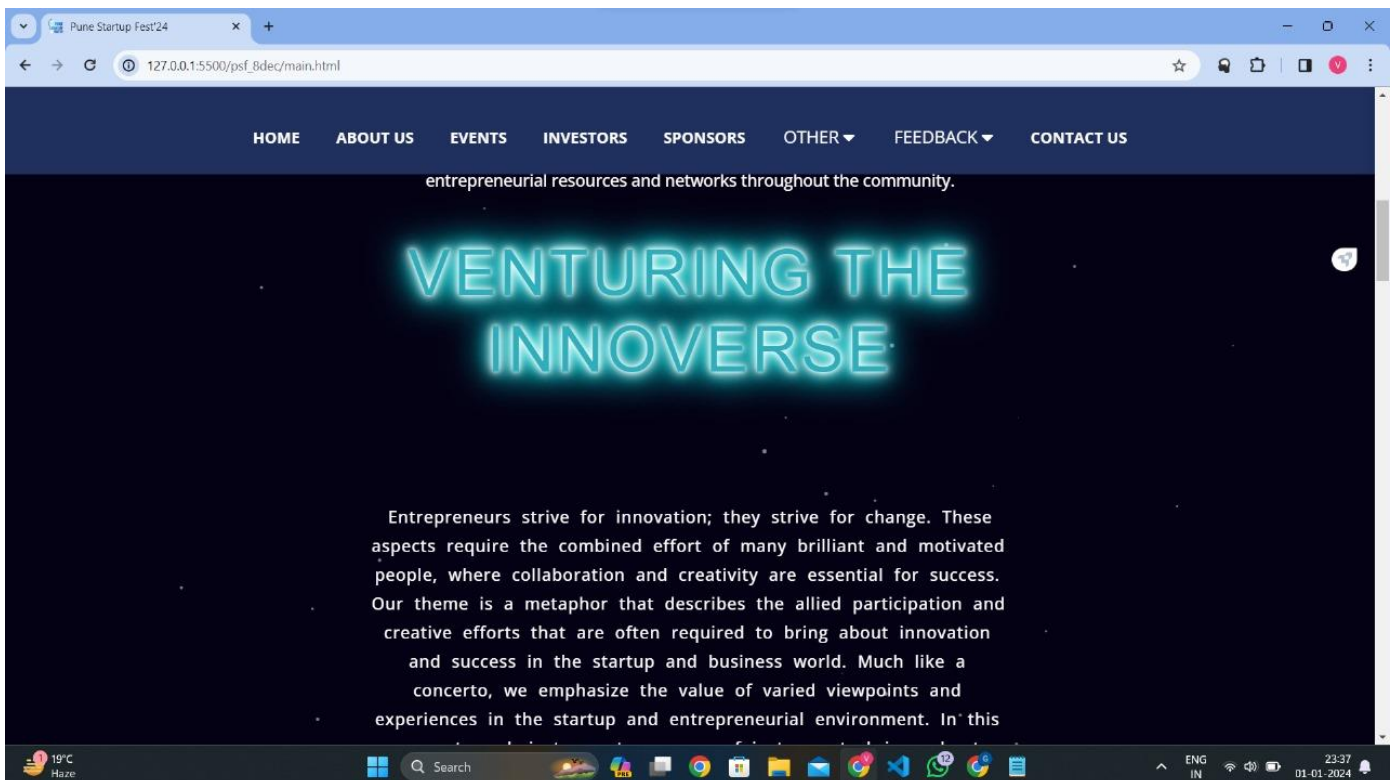 Pune Startup Fest'24
127.0.0.1:5500/psf_8dec/main.html
V
HOME ABOUT US EVENTS INVESTORS SPONSORS OTHER FEEDBACK CONTACT US
entrepreneurial resources and networks throughout the community.
VENTURING THE
INNOVERSE
Entrepreneurs strive for innovation; they strive for change. These
aspects require the combined effort of many brilliant and motivated
people, where collaboration and creativity are essential for success.
Our theme is a metaphor that describes the allied participation and
creative efforts that are often required to bring about innovation
and success in the startup and business world. Much like a
concerto, we emphasize the value of varied viewpoints and
experiences in the startup and entrepreneurial environment. In this
1 19°C
Haze
Search
PRE
12
ENG
IN
23:37
01-01-2024